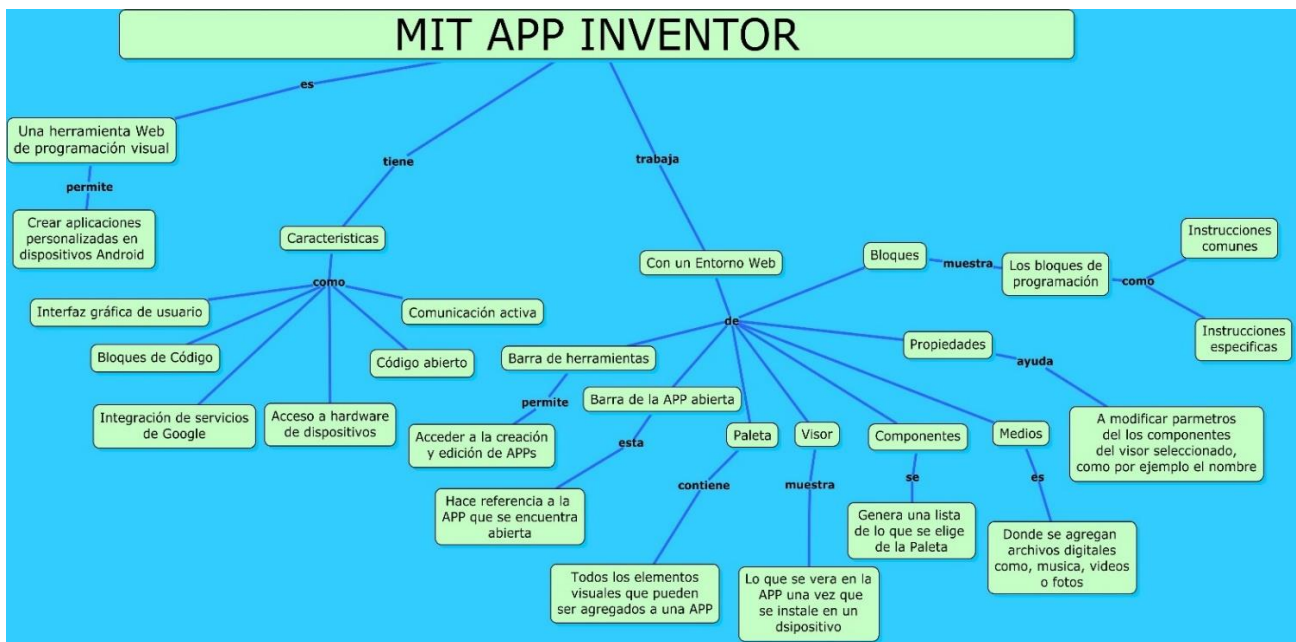 MIT APP INVENTOR
es
Una herramienta Web
de programación visual
permite
Crear aplicaciones
personalizadas en
dispositivos Android
tiene
Caracteristicas
como
Interfaz gráfica de usuario
Bloques de Código
Integración de servicios
de Google
Acceso a hardware
de dispositivos
Código abierto
Comunicación activa
trabaja
Con un Entorno Web
de
Barra de herramientas
permite
Acceder a la creación
y edición de APPs
Barra de la APP abierta
esta
Hace referencia a la
APP que se encuentra
abierta
Paleta
contiene
Todos los elementos
visuales que pueden
ser agregados a una APP
Visor
muestra
Lo que se vera en la
APP una vez que
se instale en un
dsipositivo
Componentes
se
Genera una lista
de lo que se elige
de la Paleta
Medios
es
Donde se agregan
archivos digitales
como, musica, videos
o fotos
Propiedades
ayuda
A modificar parmetros
del los componentes
del visor seleccionado,
como por ejemplo el nombre
Bloques
muestra
Los bloques de
programación
como
Instrucciones
comunes
Instrucciones
especificas